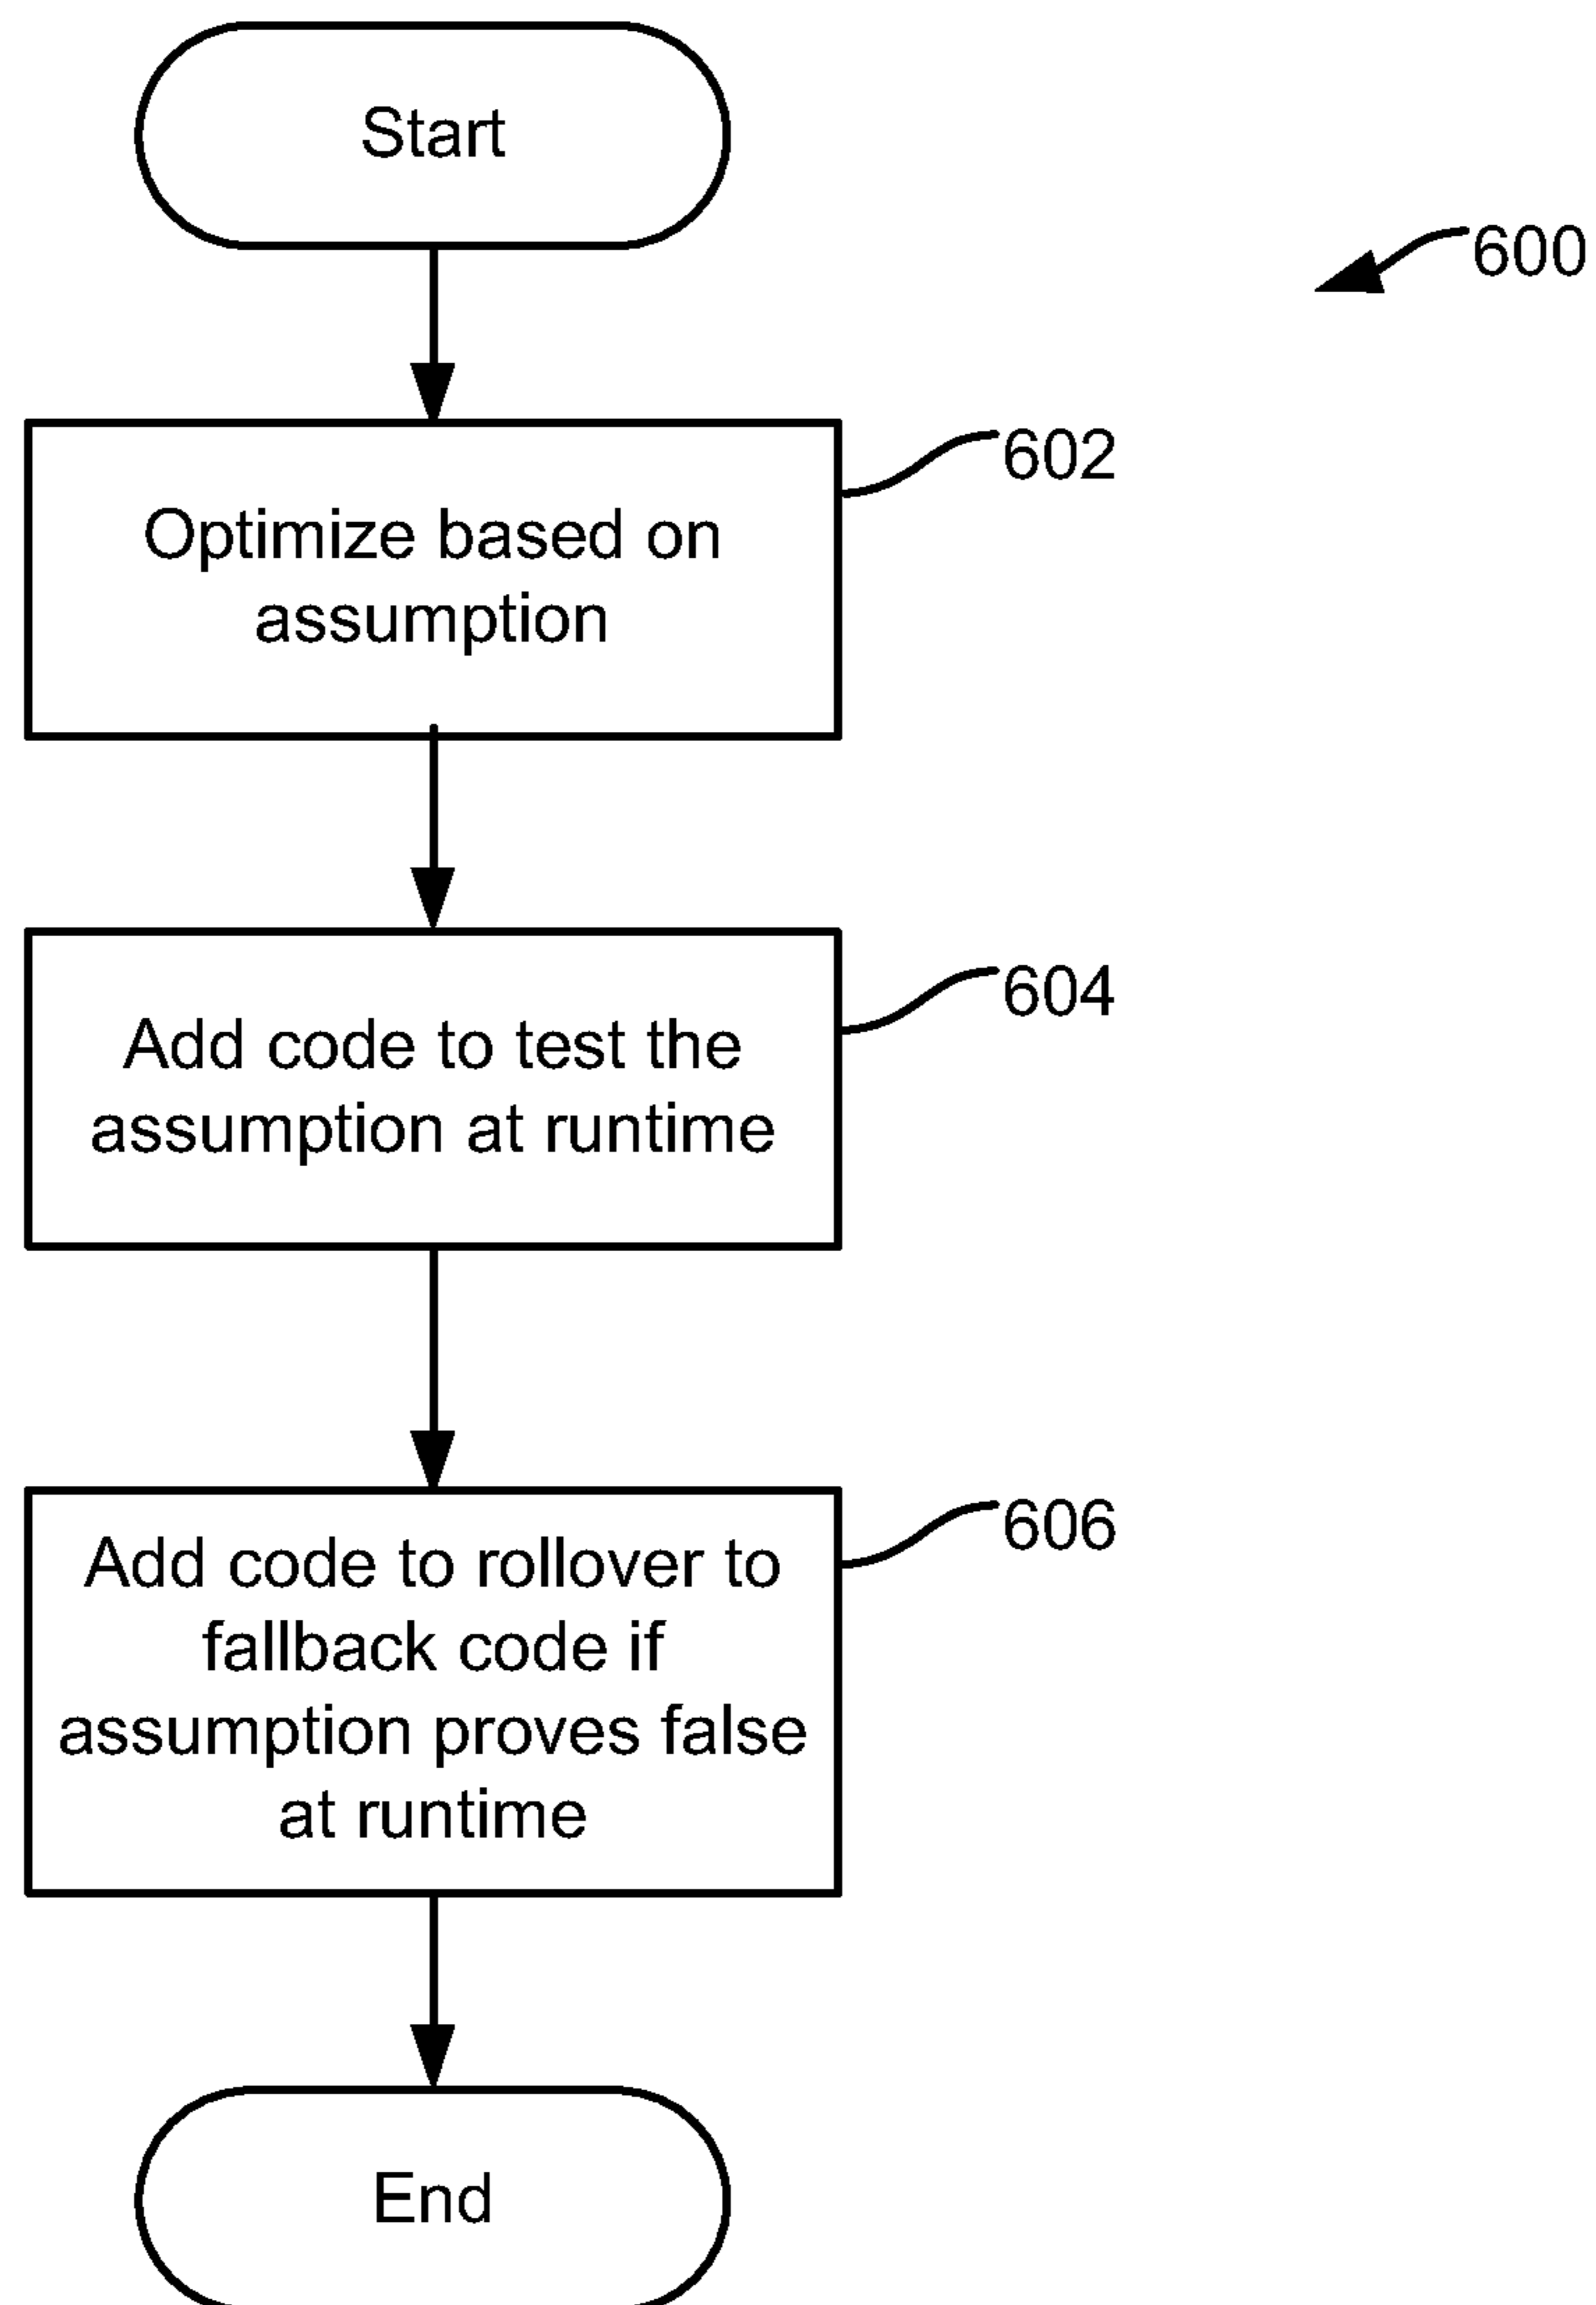 Start
600
602
Optimize based on
assumption
604
Add code to test the
assumption at runtime
606
Add code to rollover to
fallback code if
assumption proves false
at runtime
End